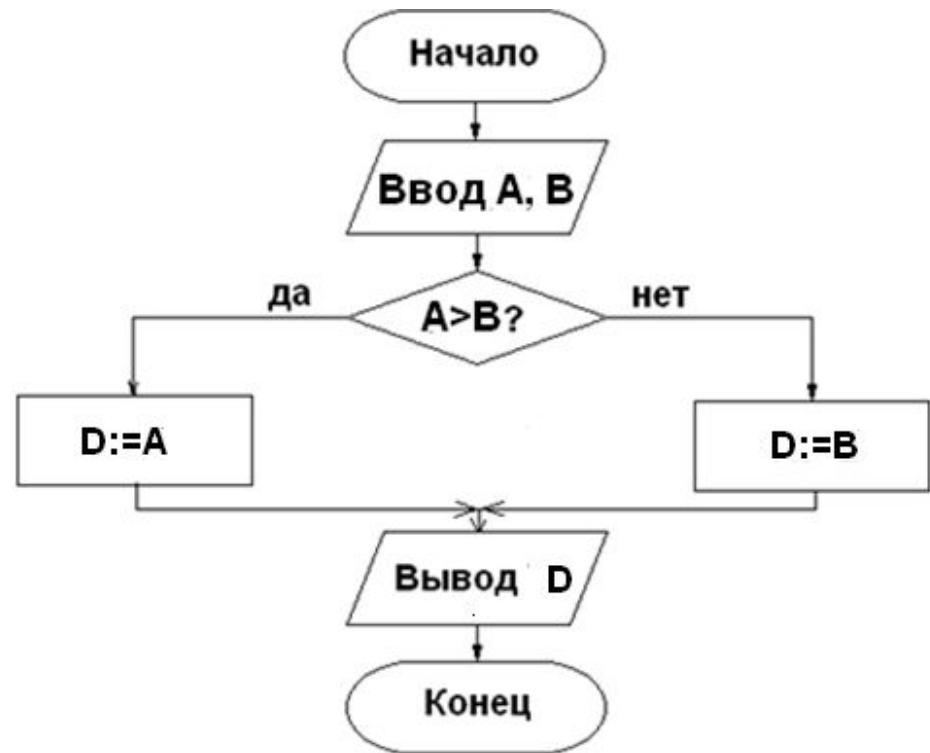 Начало
Ввод A, B
да
A>B?
нет
D:=A
D:=B
Вывод D
Конец